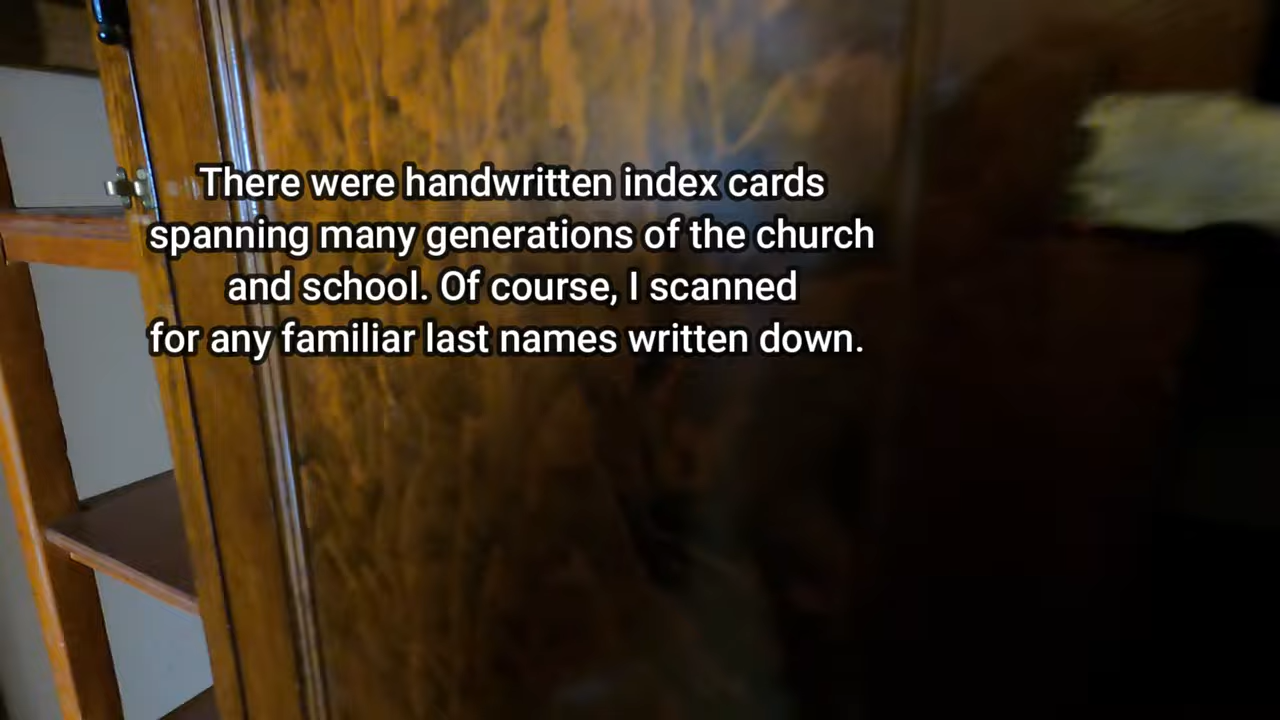 There were handwritten index cards
spanning many generations of the church
and school. Of course, I scanned
for any familiar last names written down.